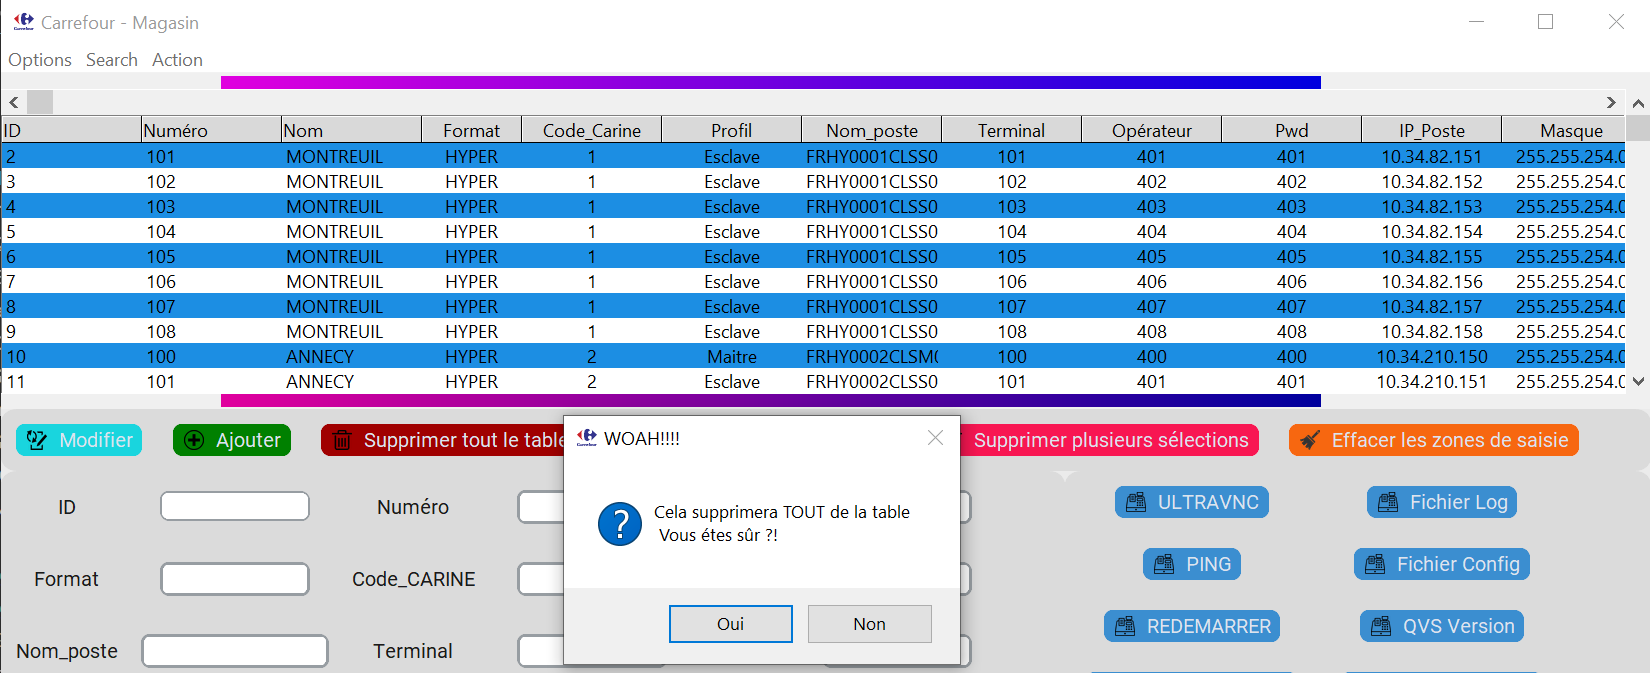 Carrefour - Magasin
Options Search Action
ID Numéro Nom Format Code_Carine Profil Nom_poste Terminal Opérateur Pwd IP_Poste Masque
2 101 MONTREUIL HYPER 1 Esclave FRHY0001CLSS0 101 401 401 10.34.82.151 255.255.254.0
3 102 MONTREUIL HYPER 1 Esclave FRHY0001CLSS0 102 402 402 10.34.82.152 255.255.254.0
4 103 MONTREUIL HYPER 1 Esclave FRHY0001CLSS0 103 403 403 10.34.82.153 255.255.254.0
5 104 MONTREUIL HYPER 1 Esclave FRHY0001CLSS0 104 404 404 10.34.82.154 255.255.254.0
6 105 MONTREUIL HYPER 1 Esclave FRHY0001CLSS0 105 405 405 10.34.82.155 255.255.254.0
7 106 MONTREUIL HYPER 1 Esclave FRHY0001CLSS0 106 406 406 10.34.82.156 255.255.254.0
8 107 MONTREUIL HYPER 1 Esclave FRHY0001CLSS0 107 407 407 10.34.82.157 255.255.254.0
9 108 MONTREUIL HYPER 1 Esclave FRHY0001CLSS0 108 408 408 10.34.82.158 255.255.254.0
10 100 ANNECY HYPER 2 Maitre FRHY0002CLSM0 100 400 400 10.34.210.150 255.255.254.0
11 101 ANNECY HYPER 2 Esclave FRHY0002CLSS0 101 401 401 10.34.210.151 255.255.254.0
Modifier Ajouter Supprimer tout le table Supprimer plusieurs sélections Effacer les zones de saisie
WOAH!!!!
Cela supprimera TOUT de la table
Vous étes sûr ?!
Oui Non
ID Numéro ULTRAVNC Fichier Log
Format Code_CARINE PING Fichier Config
Nom_poste Terminal REDEMARRER QVS Version